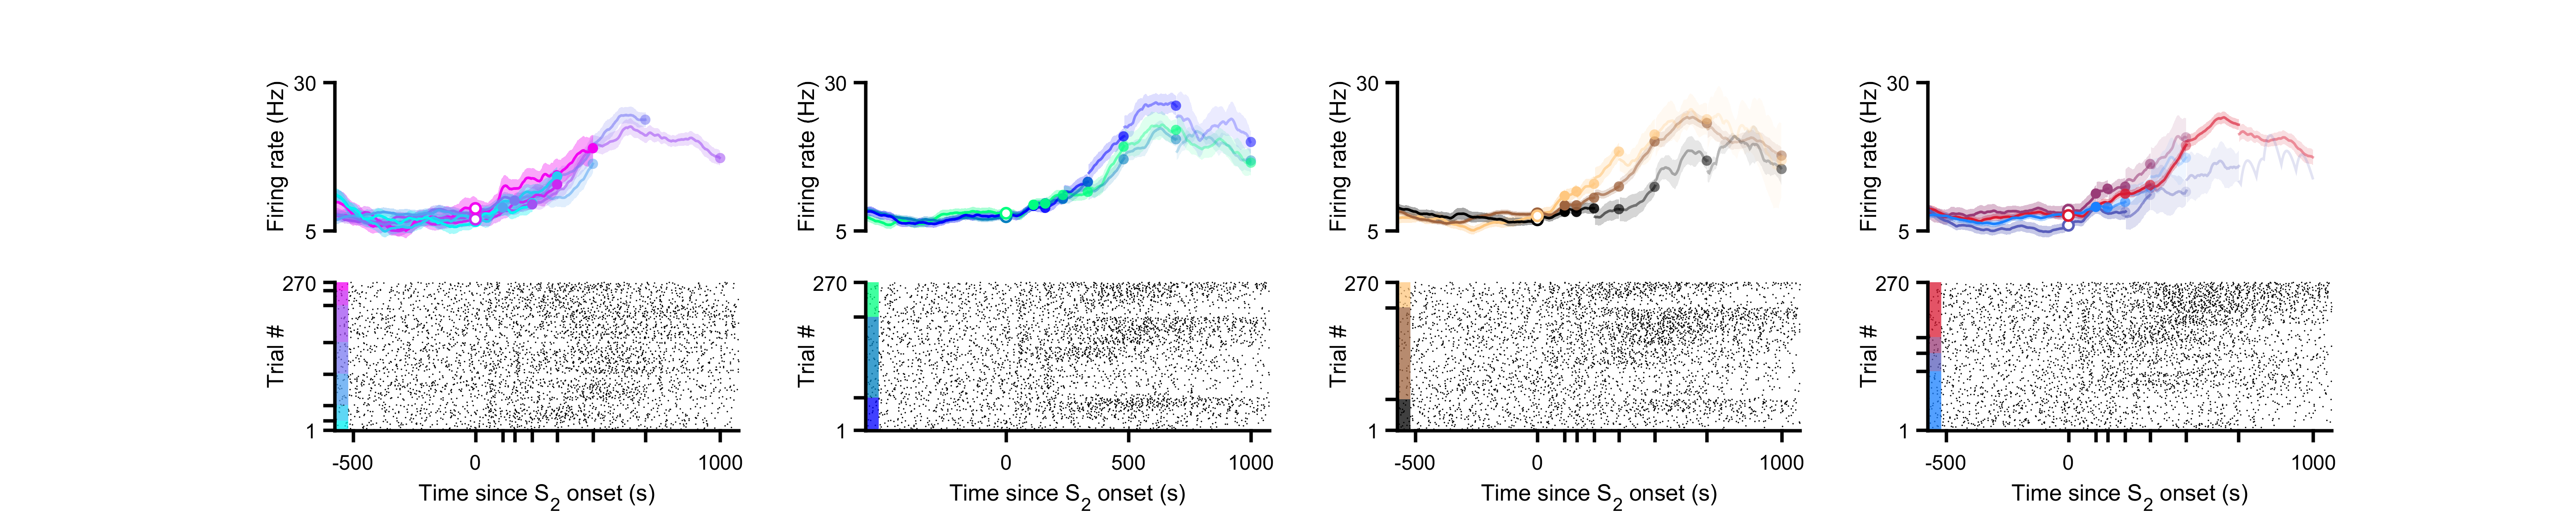 30 30 30 30
Firing rate (Hz) Firing rate (Hz) Firing rate (Hz) Firing rate (Hz)
5 5 5 5
270 270 270 270
Trial # Trial # Trial # Trial #
1 1 1 1
-500 0 1000 0 500 1000 -500 0 1000 -500 0 1000
Time since S2 onset (s) Time since S2 onset (s) Time since S2 onset (s) Time since S2 onset (s)